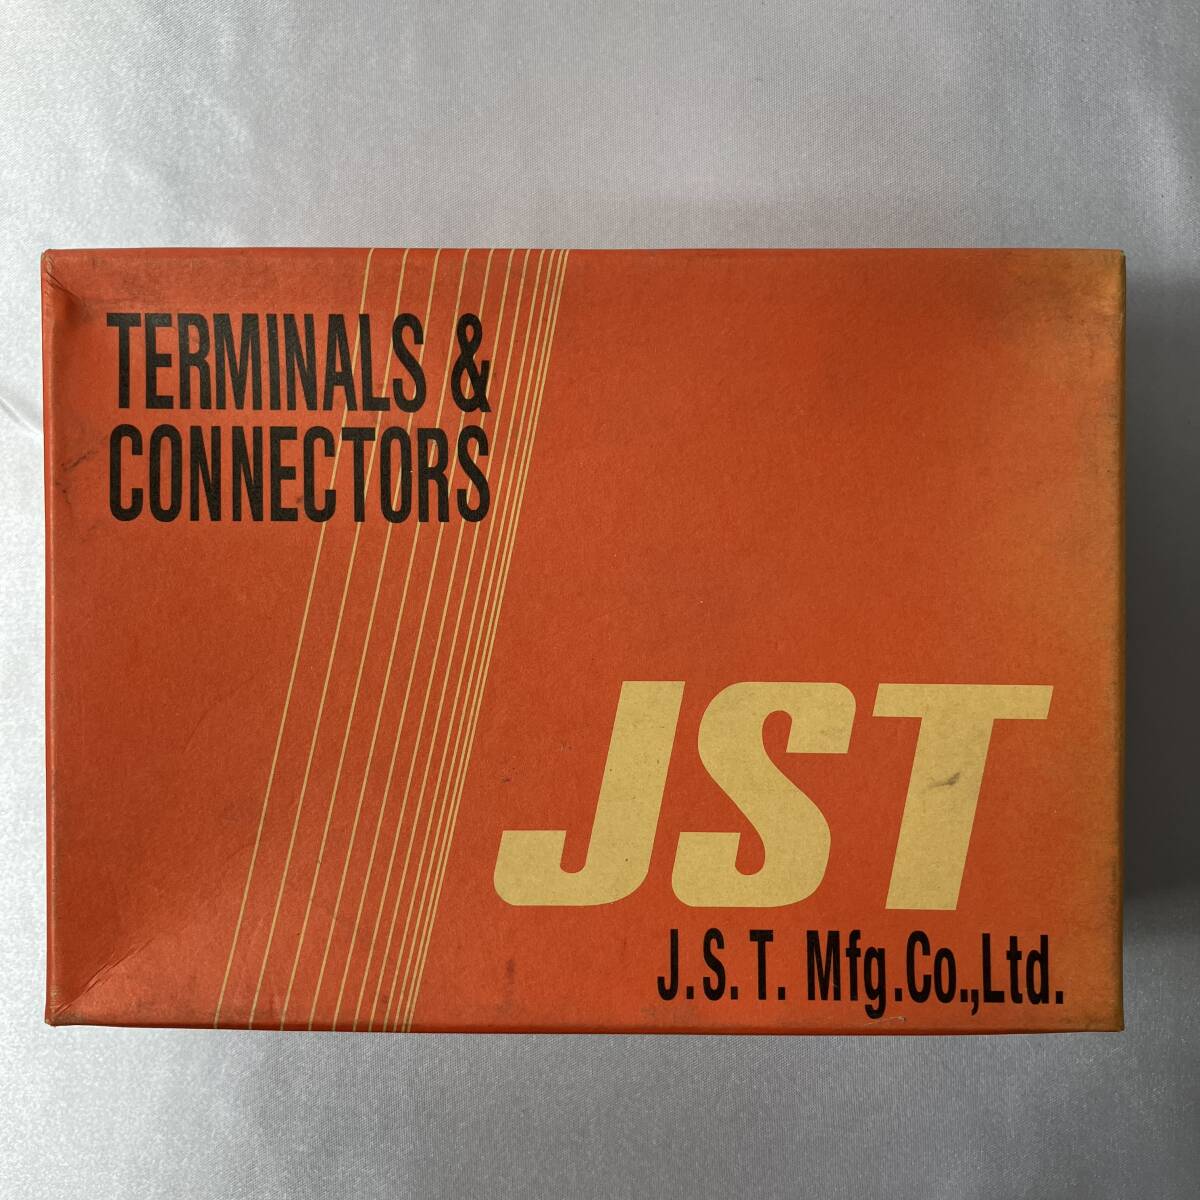 TERMINALS &
CONNECTORS
JST
J.S.T. Mfg.Co.,Ltd.